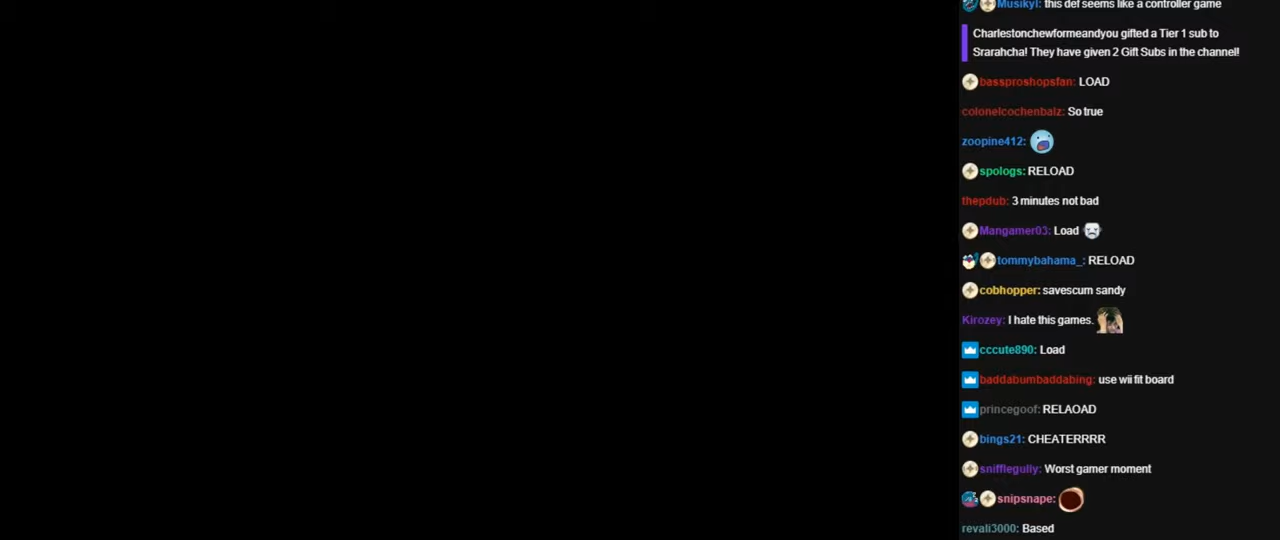 Musikyl: this def seems like a controller game
Charlestonchewformeandyou gifted a Tier 1 sub to
Srarahcha! They have given 2 Gift Subs in the channel!
bassproshopsfan: LOAD
colonelcochenbalz: So true
zoopine412:
spologs: RELOAD
thepdub: 3 minutes not bad
Mangamer03: Load
tommybahama_: RELOAD
cobhopper: savescum sandy
Kirozey: I hate this games.
cccute890: Load
baddabumbaddabing: use wii fit board
princegoof: RELAOAD
bings21: CHEATERRRR
snifflegully: Worst gamer moment
snipsnape:
revali3000: Based